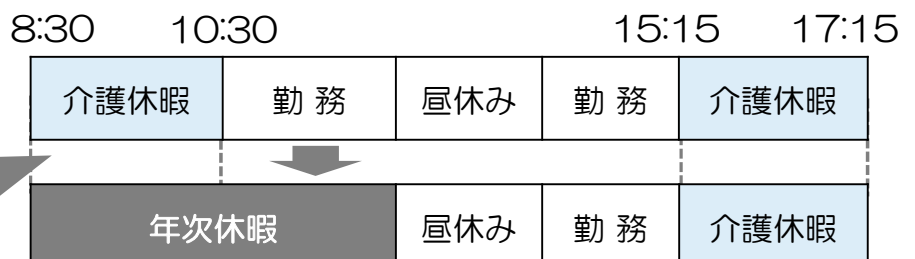 8:30 10:30 15:15 17:15
介護休暇 勤 務 昼休み 勤 務 介護休暇
年次休暇 昼休み 勤 務 介護休暇